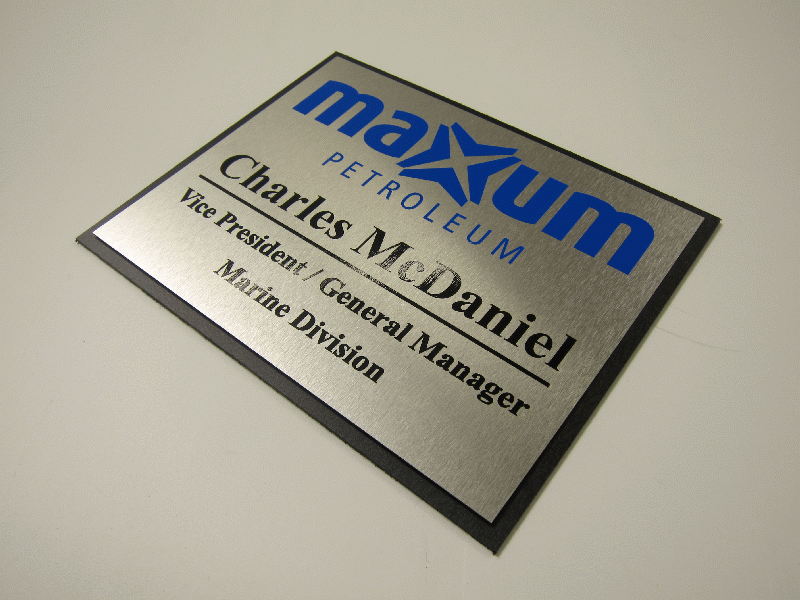 maxum
PETROLEUM
Charles McDaniel
Vice President / General Manager
Marine Division